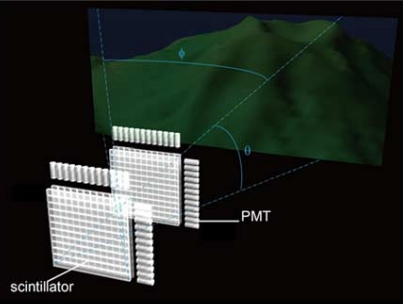 φ
θ
PMT
scintillator